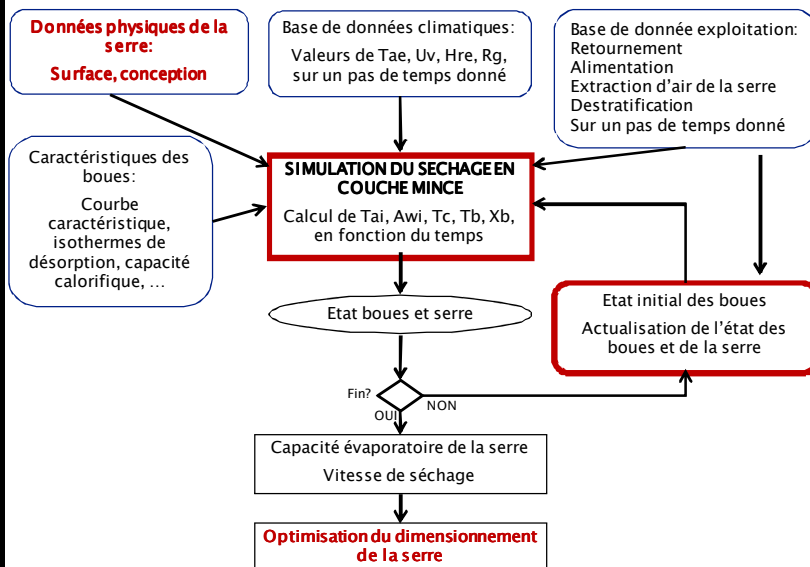 Données physiques de la
serre:
Surface, conception
Base de données climatiques:
Valeurs de Tae, Uv, Hre, Rg,
sur un pas de temps donné
Base de donnée exploitation:
Retournement
Alimentation
Extraction d'air de la serre
Destratification
Sur un pas de temps donné
Caractéristiques des
boues:
Courbe
caractéristique,
isothermes de
désorption, capacité
calorifique, ...
SIMULATION DU SECHAGE EN
COUCHE MINCE
Calcul de Tai, Awi, Tc, Tb, Xb,
en fonction du temps
Etat boues et serre
Etat initial des boues
Actualisation de l'état des
boues et de la serre
Fin?
NON
OUI
Capacité évaporatoire de la serre
Vitesse de séchage
Optimisation du dimensionnement
de la serre